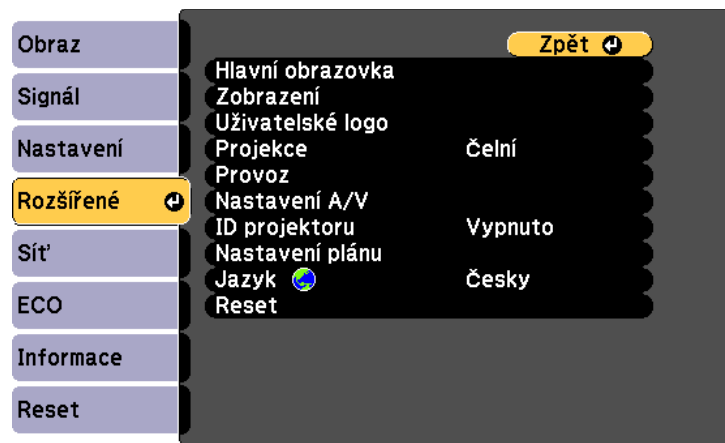 Obraz
Signál
Nastavení
Rozšířené
Síť
ECO
Informace
Reset
Zpět
Hlavní obrazovka
Zobrazení
Uživatelské logo
Projekce Čelní
Provoz
Nastavení A/V
ID projektoru Vypnuto
Nastavení plánu
Jazyk Česky
Reset